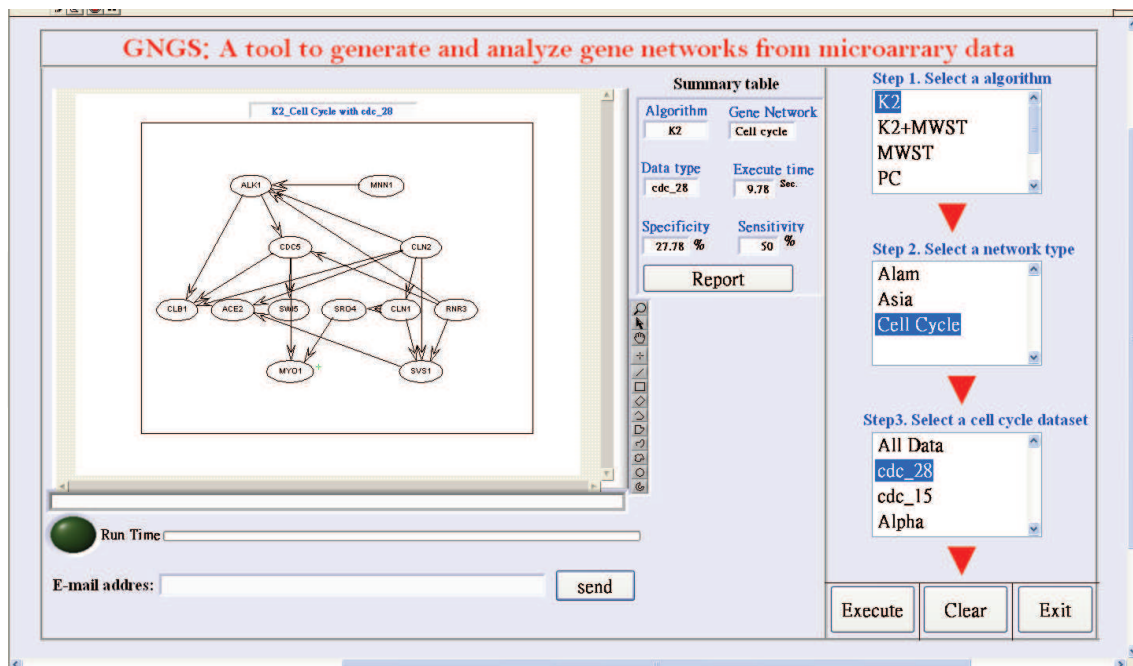 GNGS: A tool to generate and analyze gene networks from microarrary data
K2_Cell Cycle with cdc_28
ALK1
MNN1
CDC5
CLN2
CLB1
ACE2
SWI5
SRO4
CLN1
RNR3
MYO1
SVS1
Summary table
Algorithm Gene Network
K2 Cell cycle
Data type Execute time
cdc_28 9.78 Sec.
Specificity Sensitivity
27.78 % 50 %
Report
Step 1. Select a algorithm
K2
K2+MWST
MWST
PC
Step 2. Select a network type
Alam
Asia
Cell Cycle
Step3. Select a cell cycle dataset
All Data
cdc_28
cdc_15
Alpha
Run Time
E-mail addres:
send
Execute Clear Exit